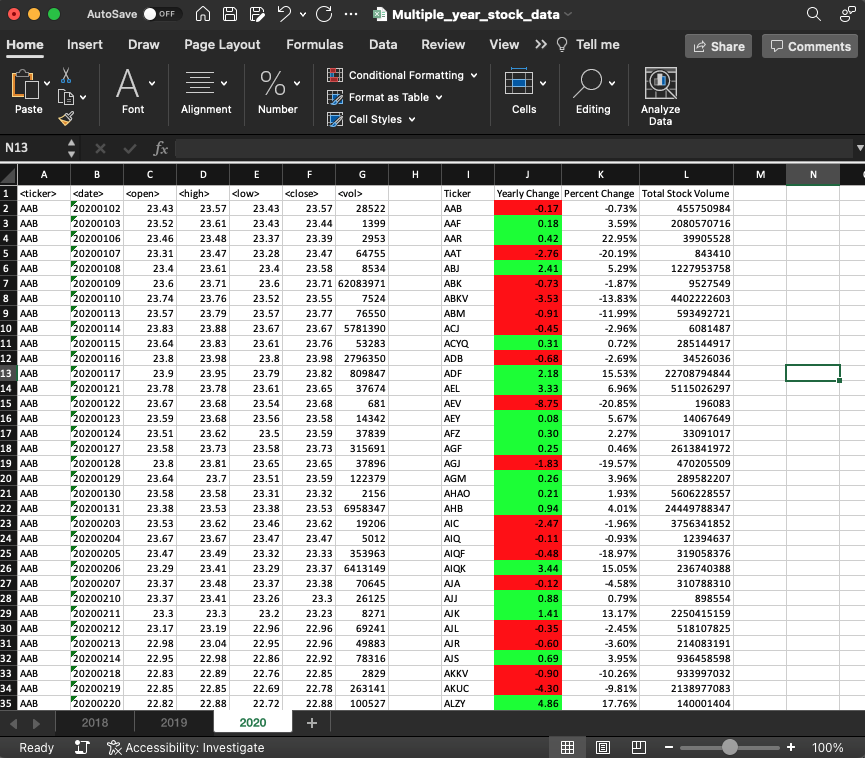 AutoSave OFF Multiple_year_stock_data
Home Insert Draw Page Layout Formulas Data Review View >> Tell me Share Comments
Paste Font Alignment % Number Conditional Formatting Format as Table Cell Styles Cells Editing Analyze Data
N13 fx
A B C D E F G H I J K L M N
1 <ticker> <date> <open> <high> <low> <close> <vol> Ticker Yearly Change Percent Change Total Stock Volume
2 AAB 20200102 23.43 23.57 23.43 23.57 28522 AAB -0.17 -0.73% 455750984
3 AAB 20200103 23.52 23.61 23.43 23.44 1399 AAF 0.18 3.59% 2080570716
4 AAB 20200106 23.46 23.48 23.37 23.39 2953 AAR 0.42 22.95% 39905528
5 AAB 20200107 23.31 23.47 23.28 23.47 64755 AAT -2.76 -20.19% 843410
6 AAB 20200108 23.4 23.61 23.4 23.58 8534 ABJ 2.41 5.29% 1227953758
7 AAB 20200109 23.6 23.71 23.6 23.71 62083971 ABK -0.73 -1.87% 9527549
8 AAB 20200110 23.74 23.76 23.52 23.55 7524 ABKV -3.53 -13.83% 4402222603
9 AAB 20200113 23.57 23.79 23.57 23.77 76550 ABM -0.91 -11.99% 593492721
10 AAB 20200114 23.83 23.88 23.67 23.67 5781390 ACJ -0.45 -2.96% 6081487
11 AAB 20200115 23.64 23.83 23.61 23.76 53283 ACYQ 0.31 0.72% 285144917
12 AAB 20200116 23.8 23.98 23.8 23.98 2796350 ADB -0.68 -2.69% 34526036
13 AAB 20200117 23.9 23.95 23.79 23.82 809847 ADF 2.18 15.53% 22708794844
14 AAB 20200121 23.78 23.78 23.61 23.65 37674 AEL 3.33 6.96% 5115026297
15 AAB 20200122 23.67 23.68 23.54 23.68 681 AEV -8.75 -20.85% 196083
16 AAB 20200123 23.59 23.68 23.56 23.58 14342 AEY 0.08 5.67% 14067649
17 AAB 20200124 23.51 23.62 23.5 23.59 37839 AFZ 0.30 2.27% 33091017
18 AAB 20200127 23.58 23.73 23.58 23.73 315691 AGF 0.25 0.46% 2613841972
19 AAB 20200128 23.8 23.81 23.65 23.65 37896 AGJ -1.83 -19.57% 470205509
20 AAB 20200129 23.64 23.7 23.51 23.59 122379 AGM 0.26 3.96% 289582207
21 AAB 20200130 23.58 23.58 23.31 23.32 2156 AHAO 0.21 1.93% 5606228557
22 AAB 20200131 23.38 23.53 23.38 23.53 6958347 AHB 0.94 4.01% 24449788347
23 AAB 20200203 23.53 23.62 23.46 23.62 19206 AIC -2.47 -1.96% 3756341852
24 AAB 20200204 23.67 23.67 23.47 23.47 5012 AIQ -0.11 -0.93% 12394637
25 AAB 20200205 23.47 23.49 23.32 23.33 353963 AIQF -0.48 -18.97% 319058376
26 AAB 20200206 23.29 23.41 23.29 23.37 6413149 AIQK 3.44 15.05% 236740388
27 AAB 20200207 23.37 23.48 23.37 23.38 70645 AJA -0.12 -4.58% 310788310
28 AAB 20200210 23.37 23.41 23.26 23.3 26125 AJJ 0.88 0.79% 898554
29 AAB 20200211 23.3 23.3 23.2 23.23 8271 AJK 1.41 13.17% 2250415159
30 AAB 20200212 23.17 23.19 22.96 22.96 69241 AJL -0.35 -2.45% 518107825
31 AAB 20200213 22.98 23.04 22.95 22.96 49883 AJR -0.60 -3.60% 214083191
32 AAB 20200214 22.95 22.98 22.86 22.92 78316 AJS 0.69 3.95% 936458598
33 AAB 20200218 22.83 22.89 22.76 22.85 2829 AKKV -0.90 -10.26% 933997032
34 AAB 20200219 22.85 22.85 22.69 22.78 263141 AKUC -4.30 -9.81% 2138977083
35 AAB 20200220 22.82 22.88 22.72 22.88 100527 ALZY 4.86 17.76% 140001404
2018 2019 2020 +
Ready Accessibility: Investigate 100%